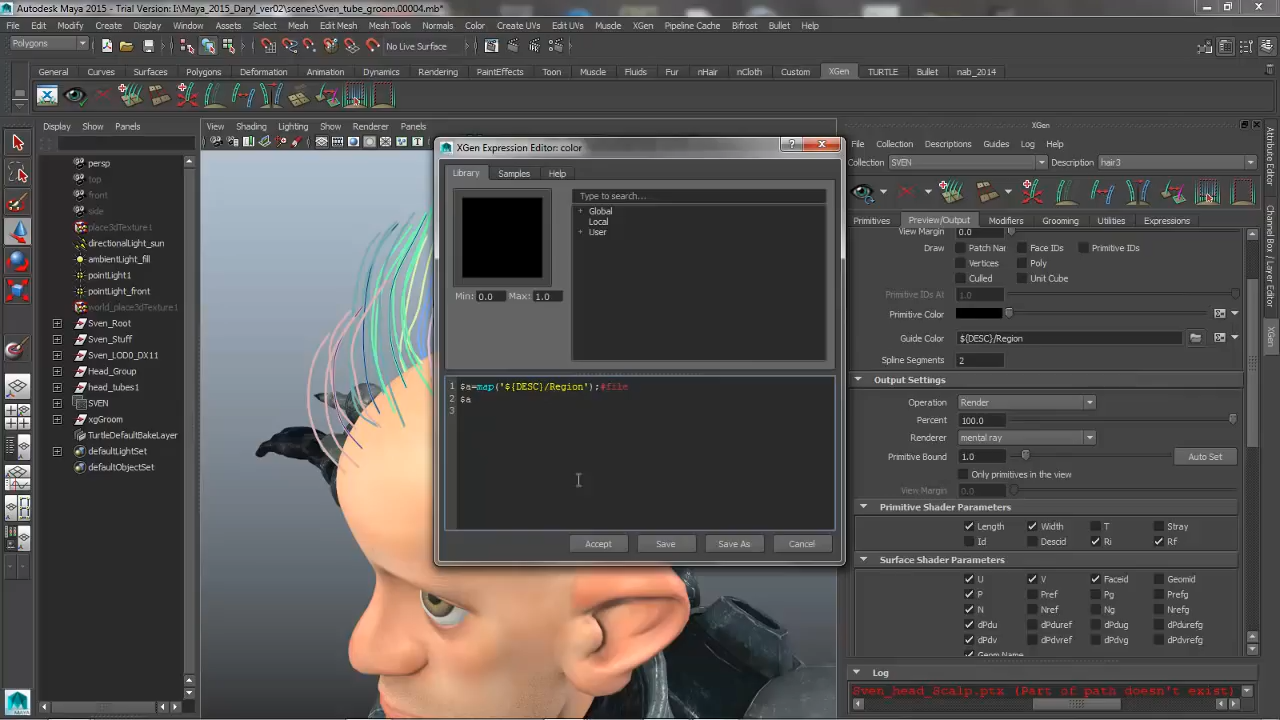 Autodesk Maya 2015 - Trial Version: I:\Maya_2015_Daryl_ver02\scenes\Sven_tube_groom.00004.mb*
File Edit Modify Create Display Window Assets Select Mesh Edit Mesh Mesh Tools Normals Color Create UVs Edit UVs Muscle XGen Pipeline Cache Bifrost Bullet Help
Polygons
No Live Surface
General Curves Surfaces Polygons Deformation Animation Dynamics Rendering PaintEffects Toon Muscle Fluids Fur nHair nCloth Custom XGen TURTLE Bullet nab_2014
Display Show Panels
persp
top
front
side
place3dTexture1
directionalLight_sun
ambientLight_fill
pointLight1
pointLight_front
world_place3dTexture1
Sven_Root
Sven_Stuff
Sven_LOD0_DX11
Head_Group
head_tubes1
SVEN
xgGroom
TurtleDefaultBakeLayer
defaultLightSet
defaultObjectSet
View Shading Lighting Show Renderer Panels
XGen Expression Editor: color
Library Samples Help
Type to search...
Global
Local
User
Min: 0.0 Max: 1.0
1 $a=map('${DESC}/Region');#file
2 $a
3
Accept Save Save As Cancel
XGen
File Collection Descriptions Guides Log Help
Collection SVEN Description hair3
Primitives Preview/Output Modifiers Grooming Utilities Expressions
View Margin 0.0
Draw Patch Nar Face IDs Primitive IDs
Vertices Poly
Culled Unit Cube
Primitive IDs At 1.0
Primitive Color
Guide Color ${DESC}/Region
Spline Segments 2
Output Settings
Operation Render
Percent 100.0
Renderer mental ray
Primitive Bound 1.0 Auto Set
Only primitives in the view
View Margin 0.0
Primitive Shader Parameters
Length Width T Stray
Id Descid Ri Rf
Surface Shader Parameters
U V Faceid Geomid
P Pref Pg Prefg
N Nref Ng Nrefg
dPdu dPduref dPdug dPdurefg
dPdv dPdvref dPdvg dPdvrefg
Geom Name
Log
Sven_head_Scalp.ptx (Part of path doesn't exist)
Attribute Editor
Channel Box / Layer Editor
XGen